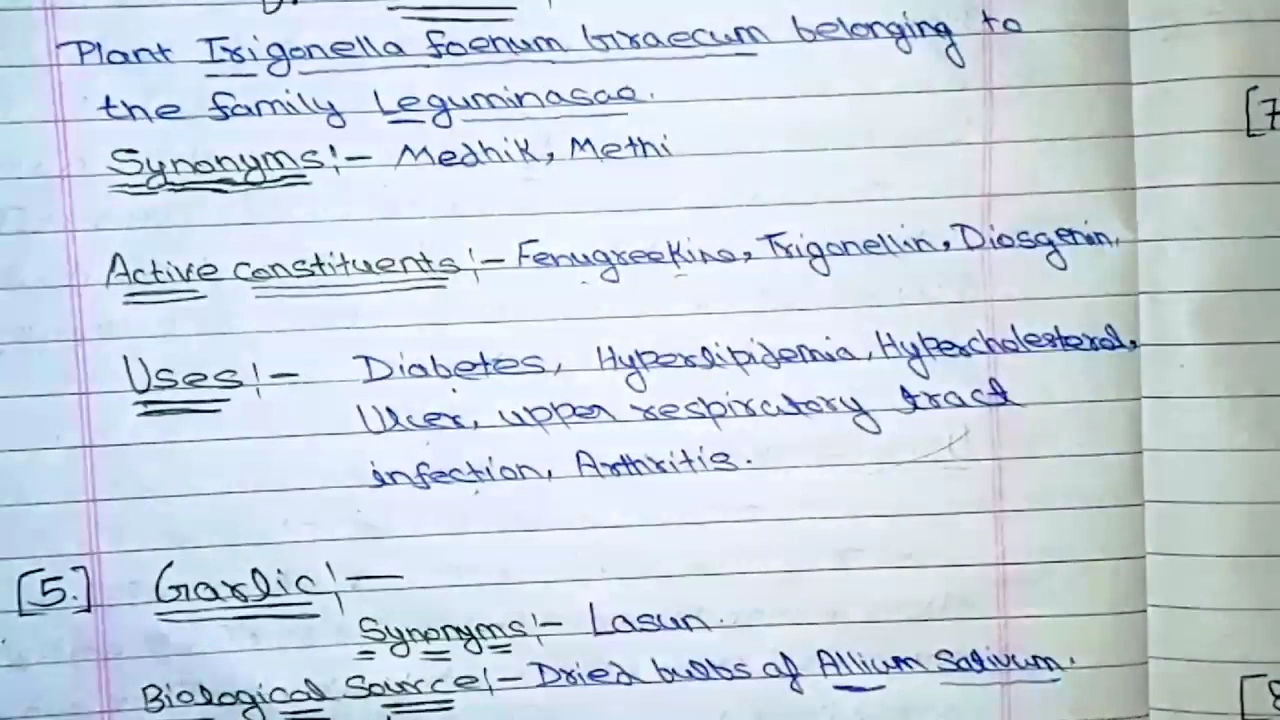 Plant Trigonella foenum Graecum belonging to
the family Leguminasae.
Synonyms:- Medhik, Methi
Active constituents:- Fenugreekine, Trigonellin, Diosgenin,
Uses:- Diabetes, Hyperlipidemia, Hypercholesterol,
Ulcer, upper respiratory tract
infection, Arthritis.
[5.] Garlic:-
Synonyms:- Lasun.
Biological Source:- Dried bulbs of Allium Sativum.
[7
[8